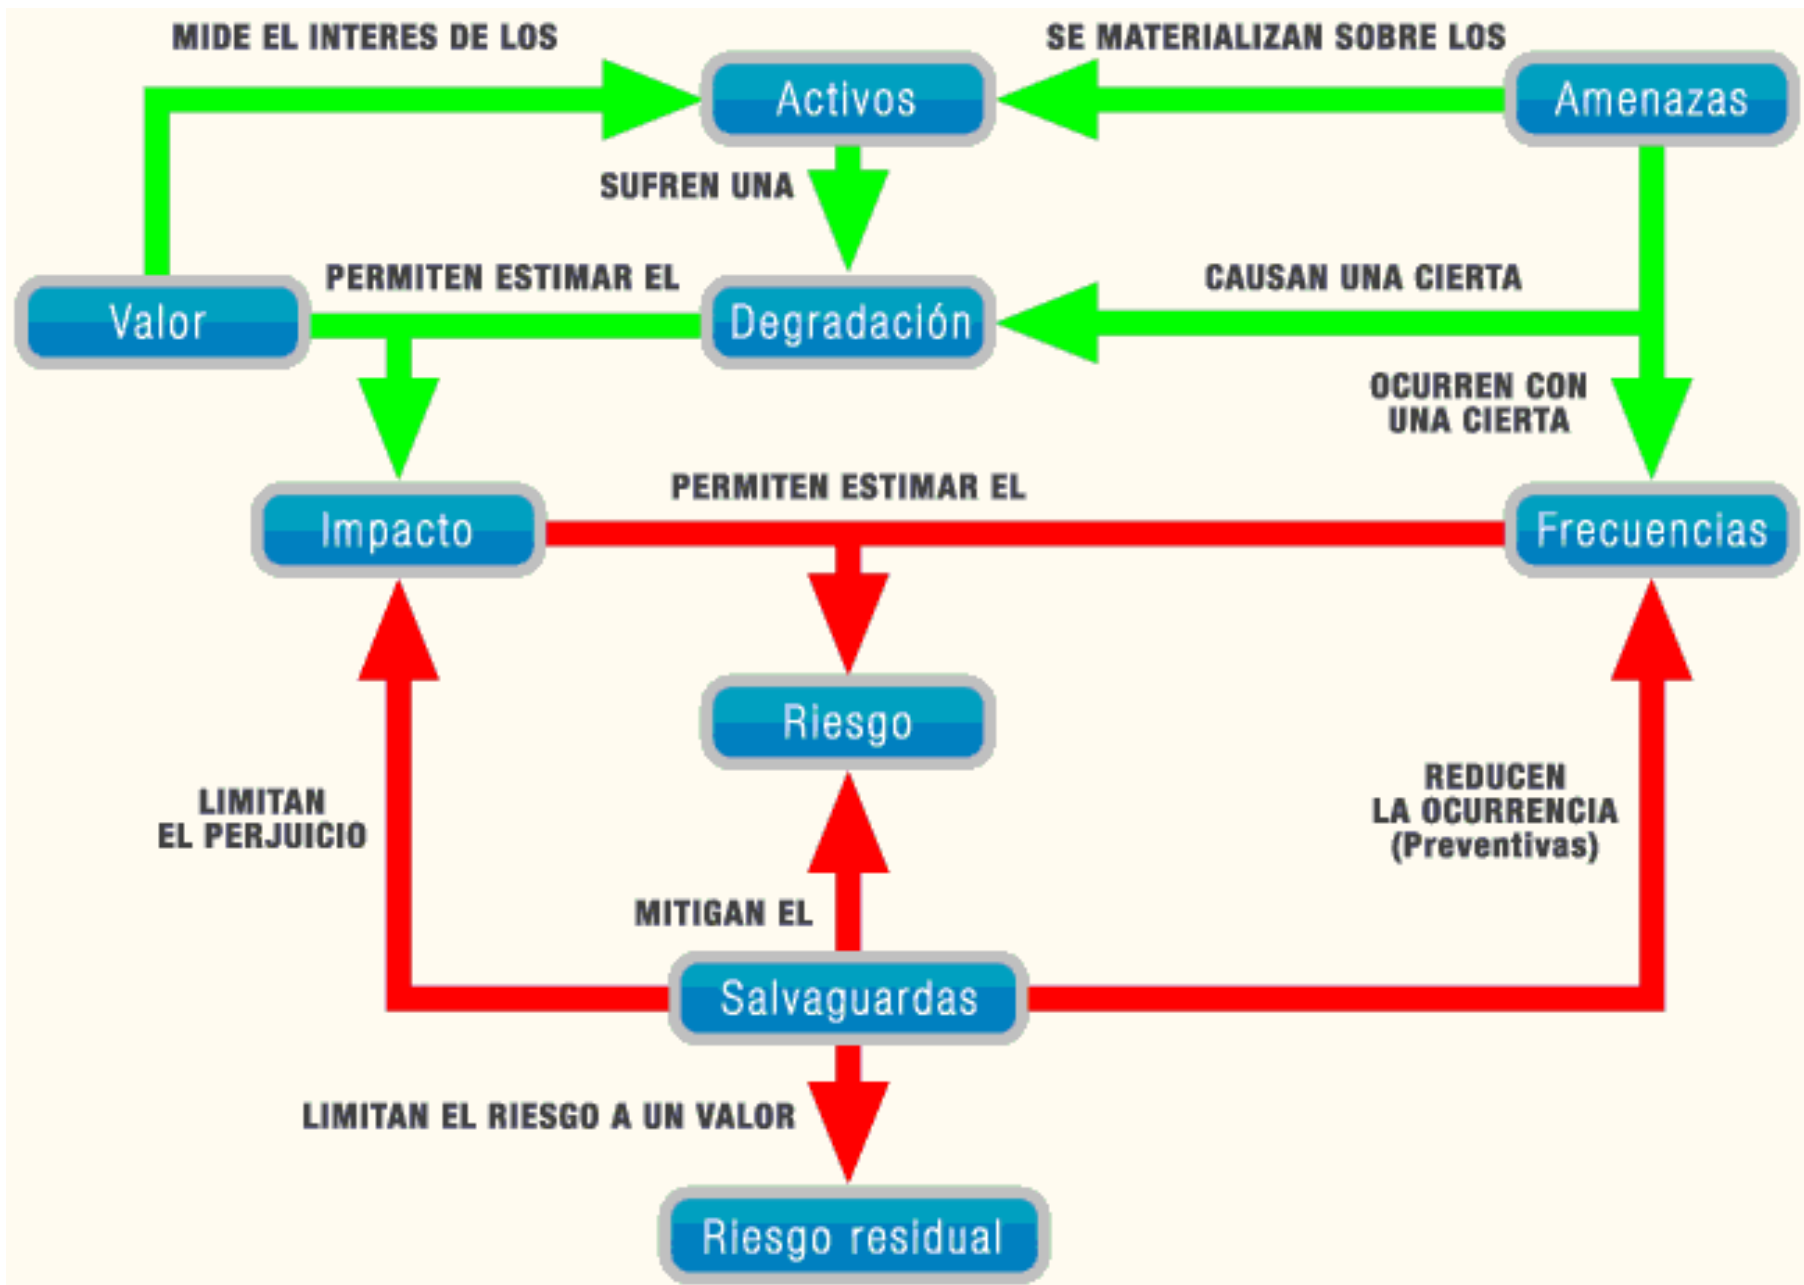 MIDE EL INTERES DE LOS
SE MATERIALIZAN SOBRE LOS
Activos
Amenazas
SUFREN UNA
PERMITEN ESTIMAR EL
CAUSAN UNA CIERTA
Valor
Degradación
OCURREN CON
UNA CIERTA
PERMITEN ESTIMAR EL
Impacto
Frecuencias
Riesgo
LIMITAN
EL PERJUICIO
REDUCEN
LA OCURRENCIA
(Preventivas)
MITIGAN EL
Salvaguardas
LIMITAN EL RIESGO A UN VALOR
Riesgo residual